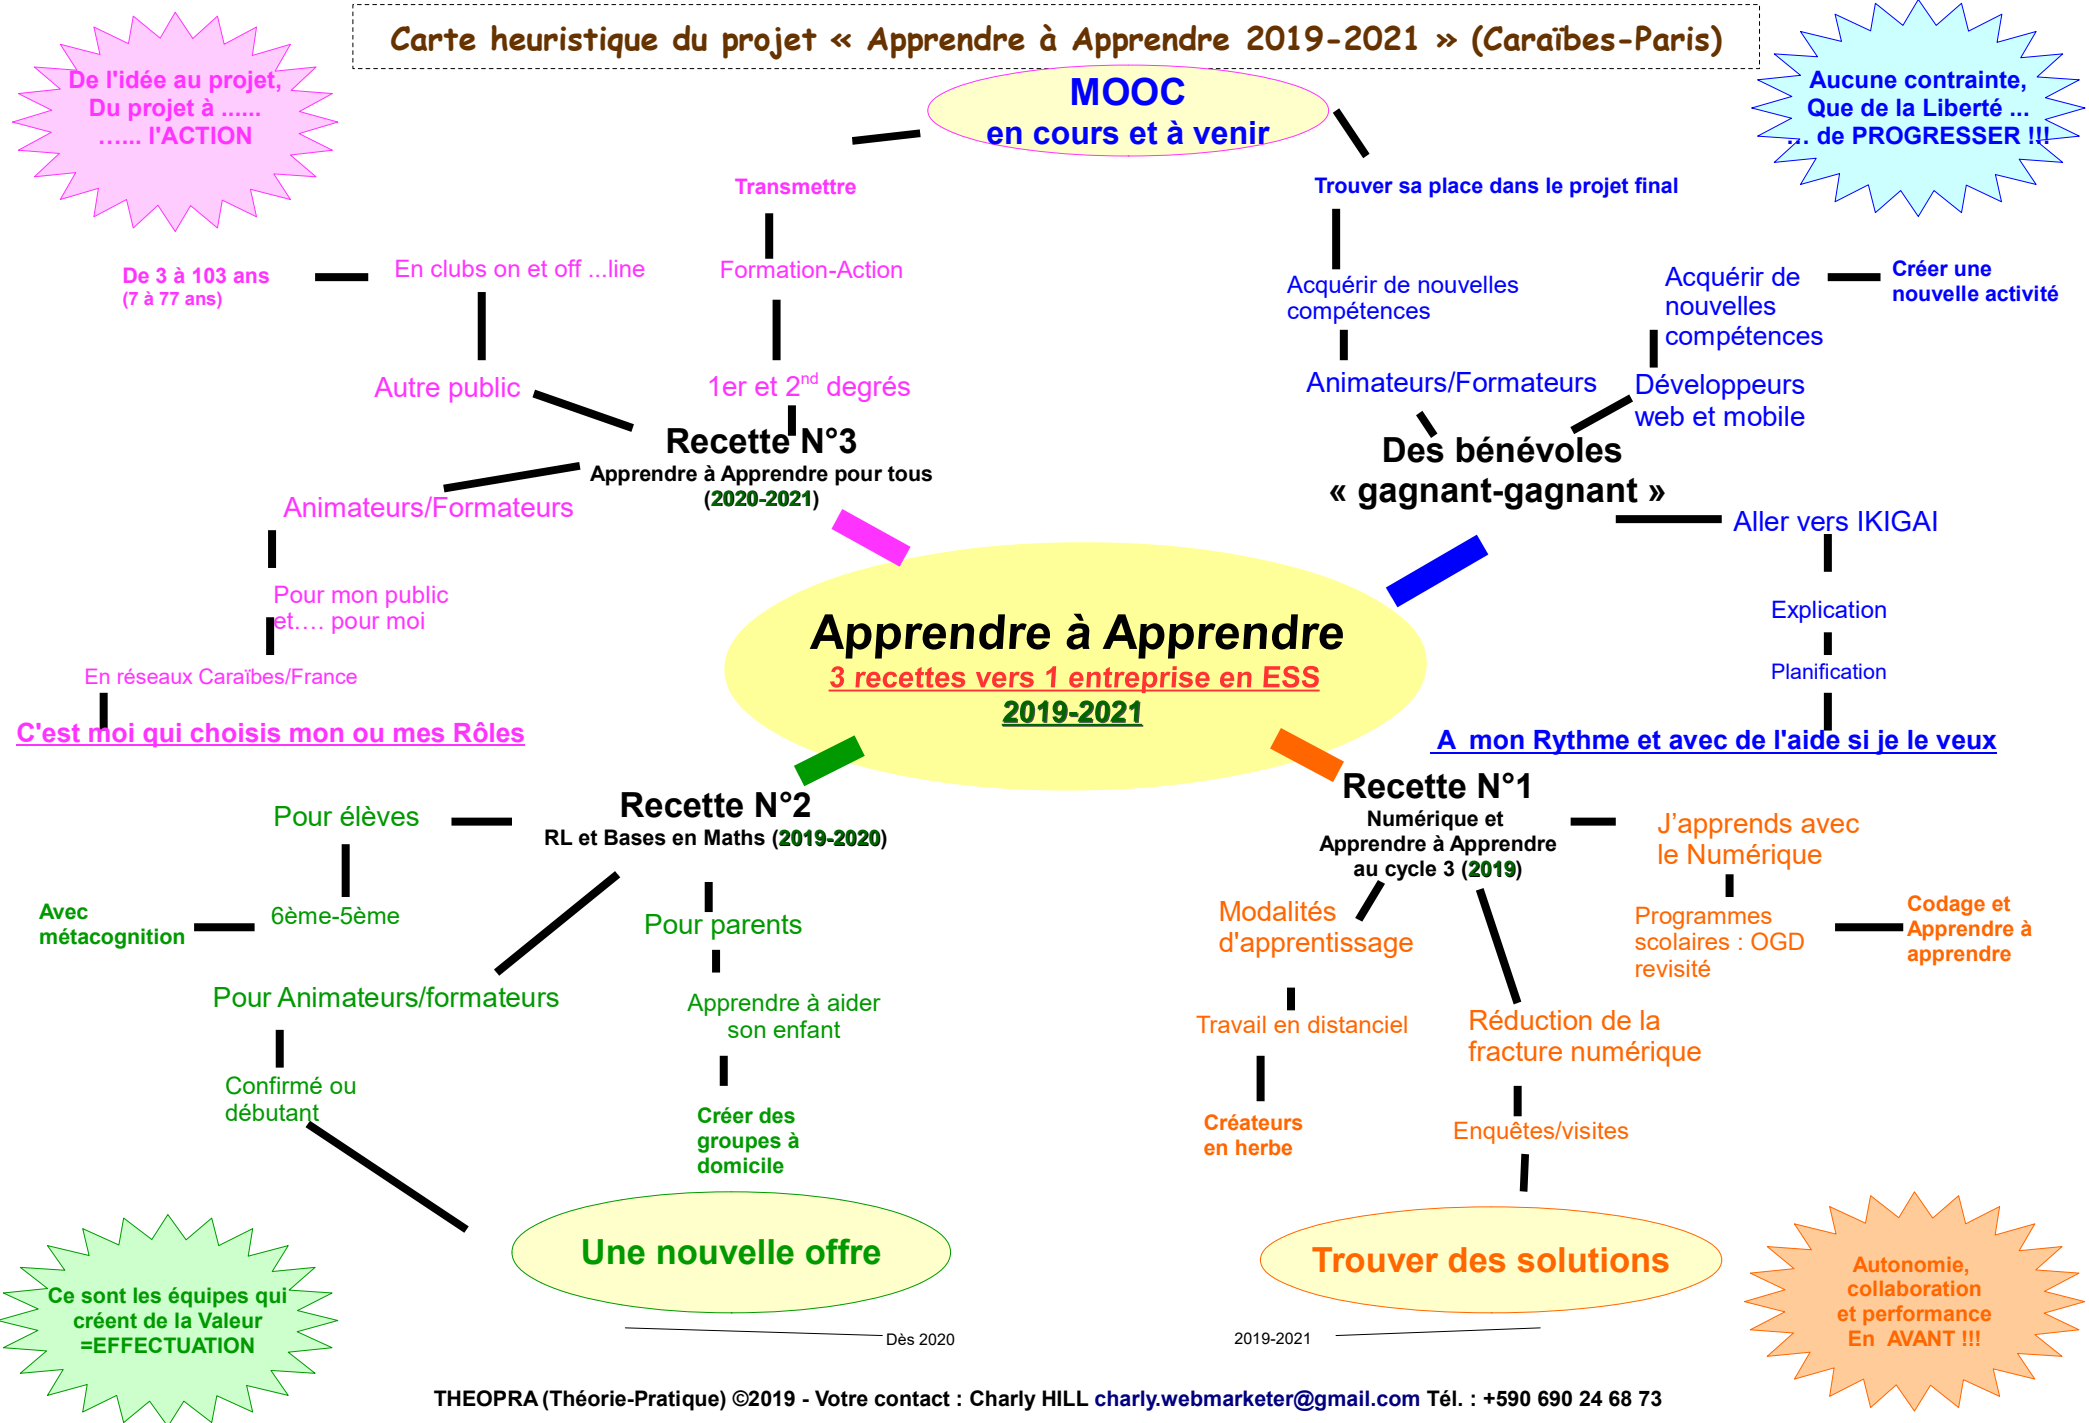 Carte heuristique du projet « Apprendre à Apprendre 2019-2021 » (Caraïbes-Paris)
De l'idée au projet,
Du projet à ......
…... l'ACTION
MOOC
en cours et à venir
Aucune contrainte,
Que de la Liberté ...
… de PROGRESSER !!!
Transmettre
Formation-Action
1er et 2nd degrés
De 3 à 103 ans
(7 à 77 ans)
En clubs on et off ...line
Autre public
Recette N°3
Apprendre à Apprendre pour tous
(2020-2021)
Animateurs/Formateurs
Pour mon public
et…. pour moi
En réseaux Caraïbes/France
C'est moi qui choisis mon ou mes Rôles
Trouver sa place dans le projet final
Acquérir de nouvelles
compétences
Animateurs/Formateurs
Acquérir de
nouvelles
compétences
Créer une
nouvelle activité
Développeurs
web et mobile
Des bénévoles
« gagnant-gagnant »
Aller vers IKIGAI
Explication
Planification
A  mon Rythme et avec de l'aide si je le veux
Apprendre à Apprendre
3 recettes vers 1 entreprise en ESS
2019-2021
Recette N°2
RL et Bases en Maths (2019-2020)
Pour élèves
6ème-5ème
Avec
métacognition
Pour Animateurs/formateurs
Confirmé ou
débutant
Pour parents
Apprendre à aider
son enfant
Créer des
groupes à
domicile
Une nouvelle offre
Dès 2020
Ce sont les équipes qui
créent de la Valeur
=EFFECTUATION
Recette N°1
Numérique et
Apprendre à Apprendre
au cycle 3 (2019)
J’apprends avec
le Numérique
Programmes
scolaires : OGD
revisité
Codage et
Apprendre à
apprendre
Modalités
d'apprentissage
Travail en distanciel
Créateurs
en herbe
Réduction de la
fracture numérique
Enquêtes/visites
Trouver des solutions
2019-2021
Autonomie,
collaboration
et performance
En  AVANT !!!
THEOPRA (Théorie-Pratique) ©2019 - Votre contact : Charly HILL charly.webmarketer@gmail.com Tél. : +590 690 24 68 73